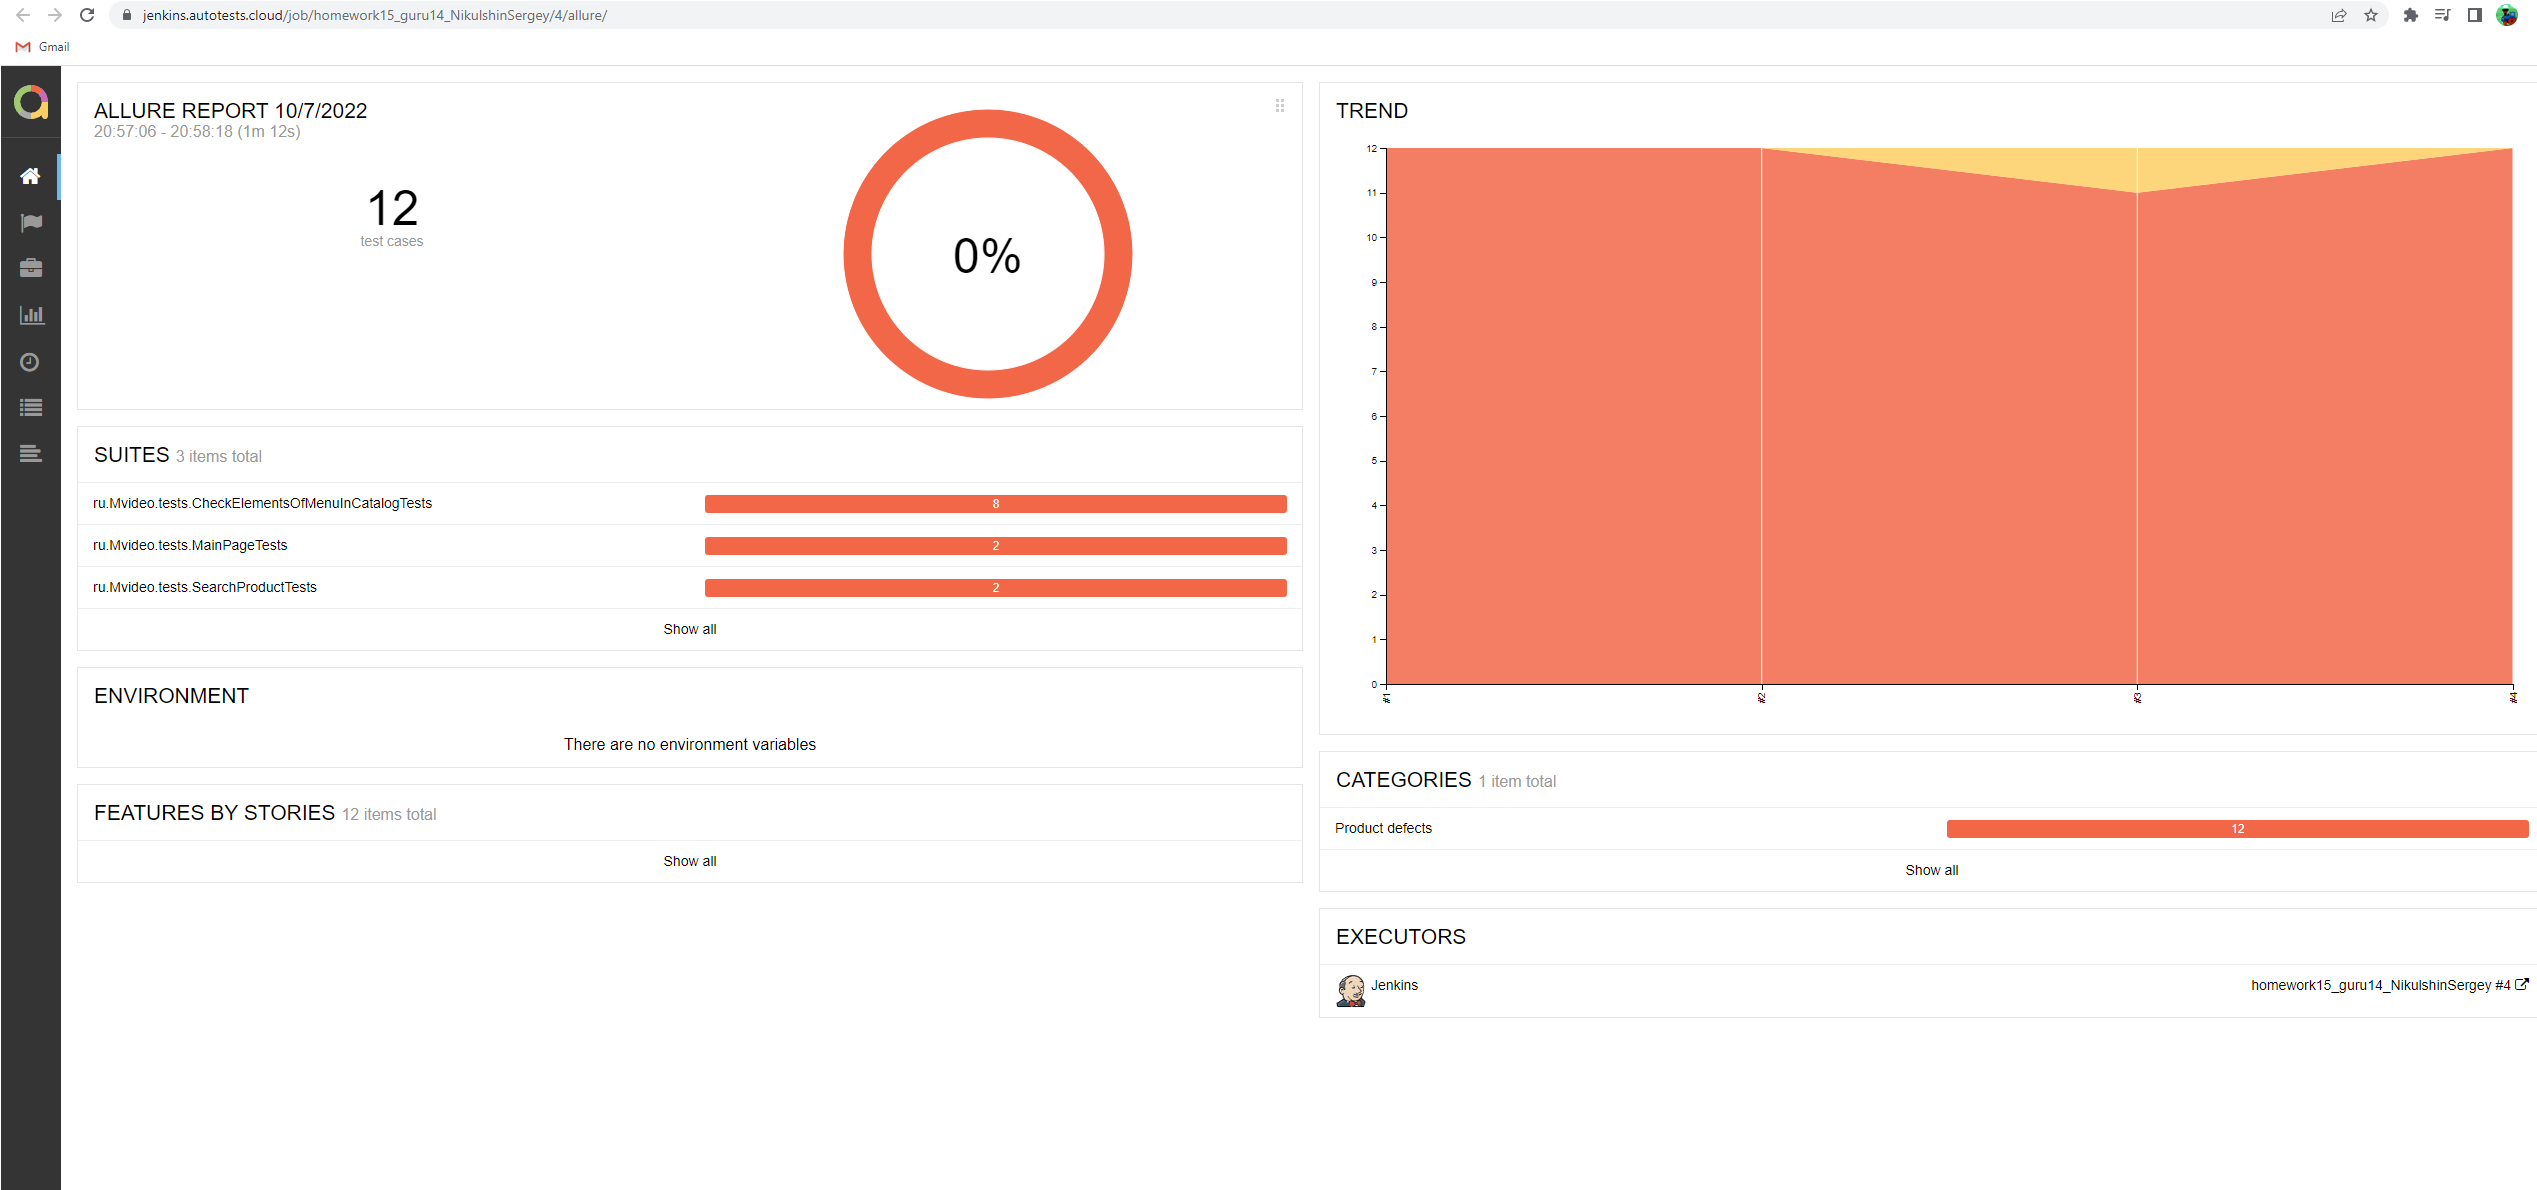 jenkins.autotests.cloud/job/homework15_guru14_NikulshinSergey/4/allure/
Gmail
ALLURE REPORT 10/7/2022
20:57:06 - 20:58:18 (1m 12s)
12
test cases
0%
SUITES 3 items total
ru.Mvideo.tests.CheckElementsOfMenuInCatalogTests 8
ru.Mvideo.tests.MainPageTests 2
ru.Mvideo.tests.SearchProductTests 2
Show all
ENVIRONMENT
There are no environment variables
FEATURES BY STORIES 12 items total
Show all
TREND
12
11
10
9
8
7
6
5
4
3
2
1
0
#1 #2 #3 #4
CATEGORIES 1 item total
Product defects 12
Show all
EXECUTORS
Jenkins homework15_guru14_NikulshinSergey #4